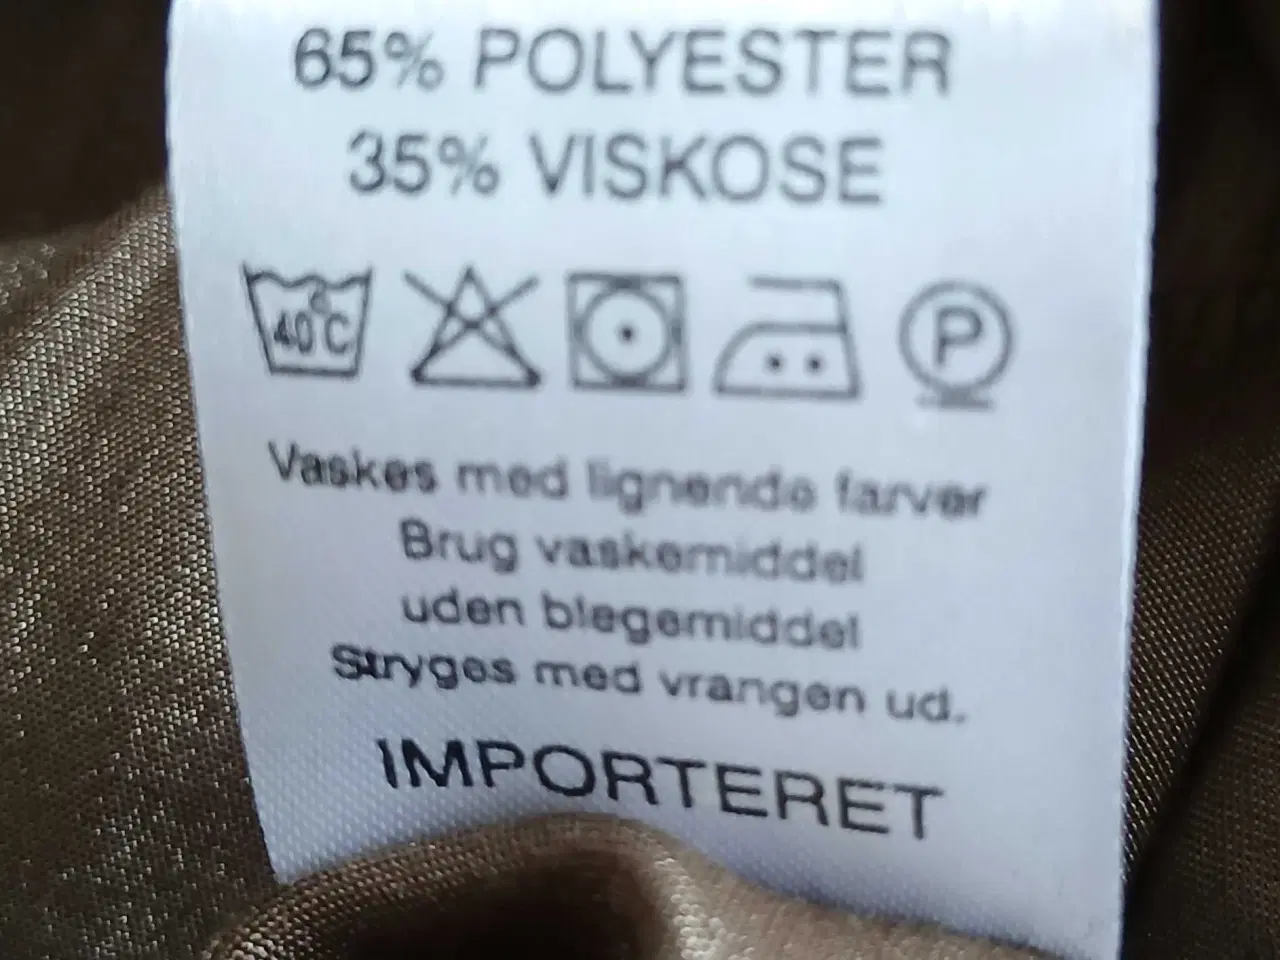 65% POLYESTER
35% VISKOSE
40°C P
Vaskes med lignende farver
Brug vaskemiddel
uden blegemiddel
Stryges med vrangen ud.
IMPORTERET